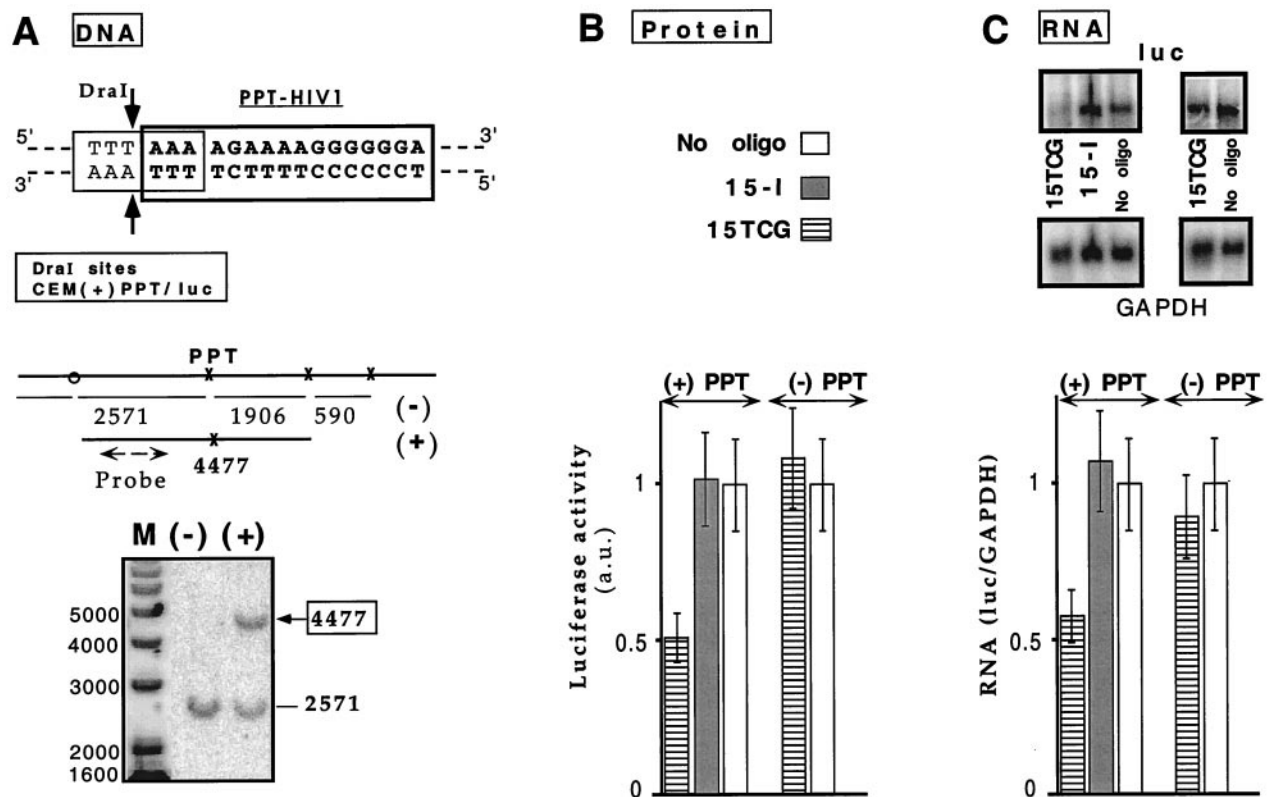 A DNA
DraI
PPT-HIV1
5' TTT AAA AGAAAAGGGGGGA 3'
3' AAA TTT TCTTTTCCCCCCT 5'
DraI sites
CEM(+)PPT/luc
PPT
2571 1906 590 (-)
(+)
4477
Probe
M (-) (+)
5000
4000
3000
2000
1600
4477
2571
B Protein
No oligo
15-I
15TCG
(+) PPT (-) PPT
Luciferase activity
(a.u.)
1
0.5
0
C RNA
luc
15TCG
15-I
No oligo
15TCG
No oligo
GAPDH
(+) PPT (-) PPT
RNA (luc/GAPDH)
1
0.5
0